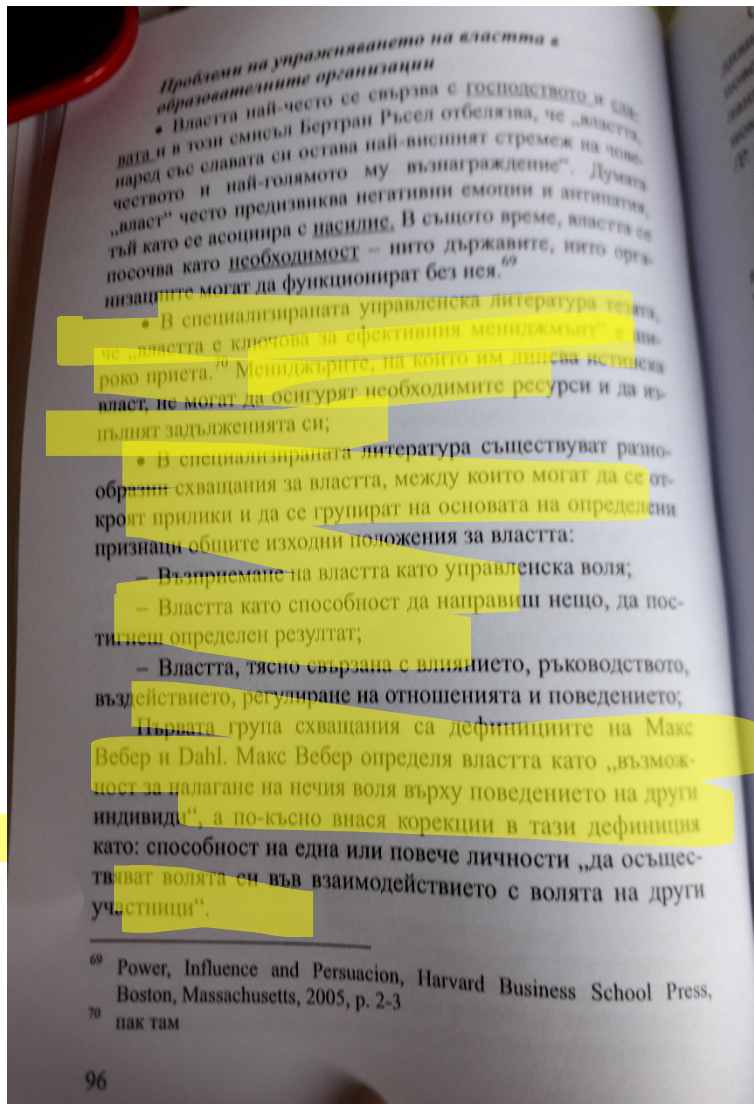 Проблеми на упражняването на властта в
образователните организации
• Властта най-често се свързва с господството и сла-
вата и в този смисъл Бертран Ръсел отбелязва, че „властта,
наред със славата си остава най-висшият стремеж на чове-
чеството и най-голямото му възнаграждение“. Думата
„власт” често предизвиква негативни емоции и антипатия,
тъй като се асоциира с насилие. В същото време, властта се
посочва като необходимост – нито държавите, нито орга-
низациите могат да функционират без нея.69
• В специализираната управленска литература тезата,
че „властта е ключова за ефективния мениджмънт” е ши-
роко приета.70 Мениджърите, на които им липсва истинска
власт, не могат да осигурят необходимите ресурси и да из-
пълнят задълженията си;
• В специализираната литература съществуват разно-
образни схващания за властта, между които могат да се от-
кроят прилики и да се групират на основата на определени
признаци общите изходни положения за властта:
– Възприемане на властта като управленска воля;
– Властта като способност да направиш нещо, да пос-
тигнеш определен резултат;
– Властта, тясно свързана с влиянието, ръководството,
въздействието, регулиране на отношенията и поведението;
Първата група схващания са дефинициите на Макс
Вебер и Dahl. Макс Вебер определя властта като „възмож-
ност за налагане на нечия воля върху поведението на други
индивиди“, а по-късно внася корекции в тази дефиниция
като: способност на една или повече личности „да осъщес-
твяват волята си във взаимодействието с волята на други
участници“.
69 Power, Influence and Persuacion, Harvard Business School Press,
Boston, Massachusetts, 2005, p. 2-3
70 пак там
96